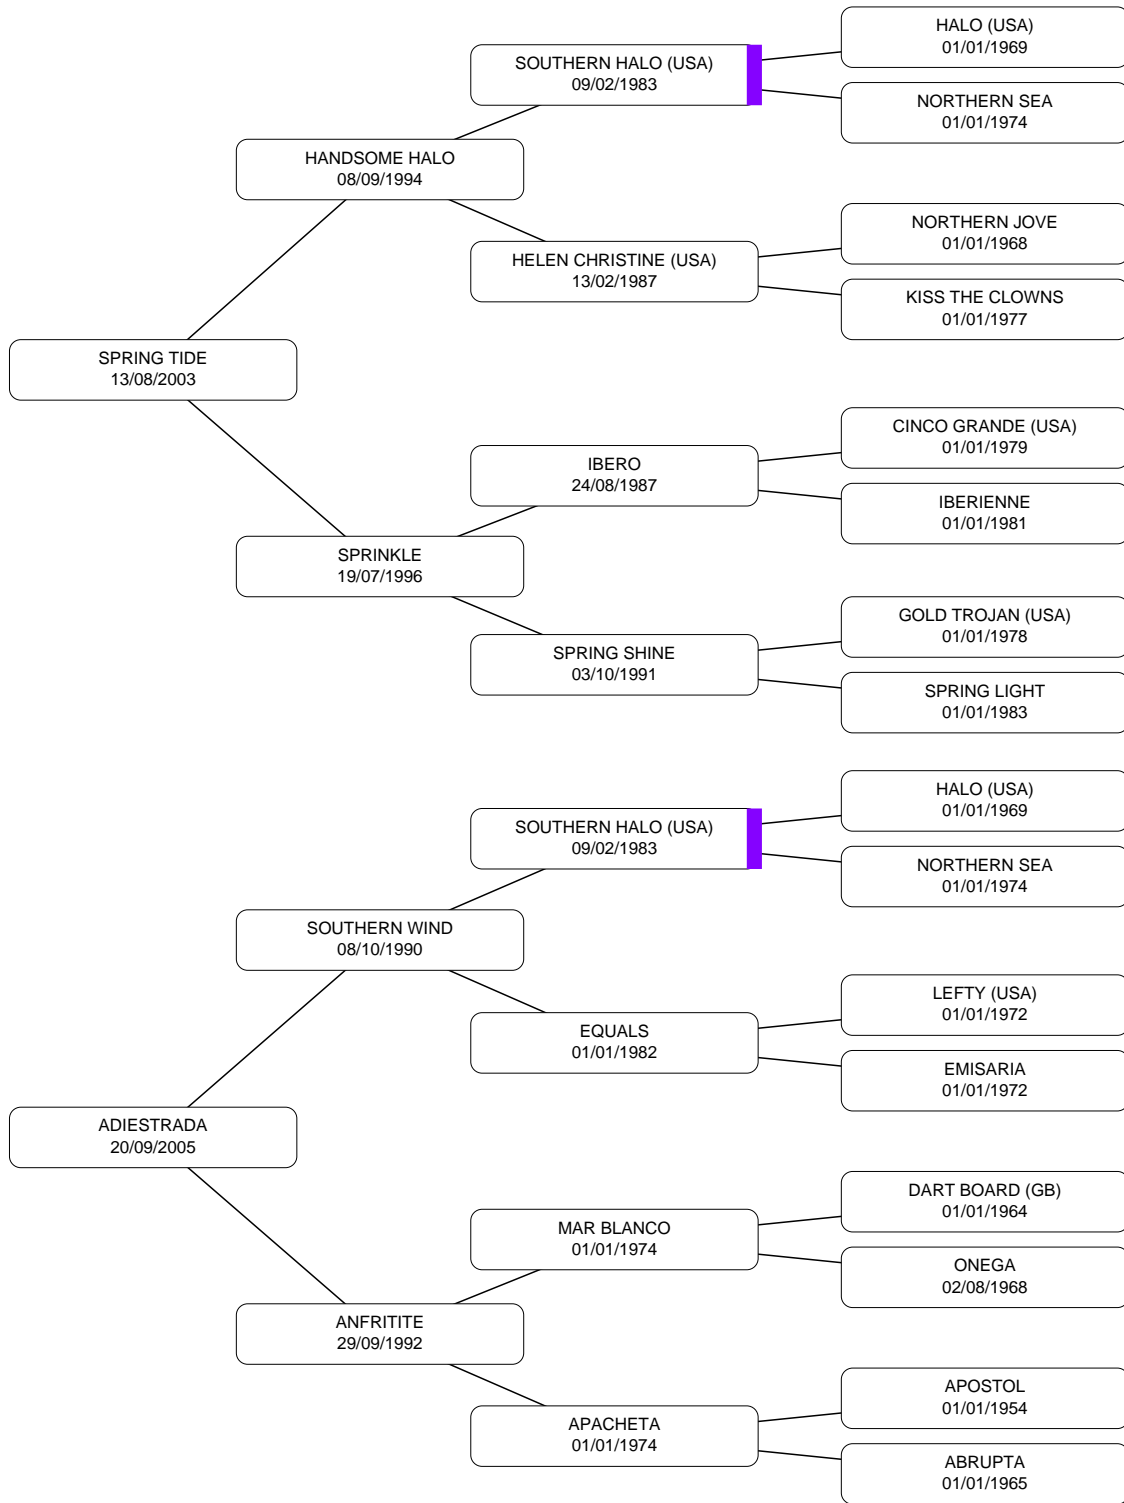 HALO (USA)
01/01/1969
SOUTHERN HALO (USA)
09/02/1983
NORTHERN SEA
01/01/1974
HANDSOME HALO
08/09/1994
NORTHERN JOVE
01/01/1968
HELEN CHRISTINE (USA)
13/02/1987
KISS THE CLOWNS
01/01/1977
SPRING TIDE
13/08/2003
CINCO GRANDE (USA)
01/01/1979
IBERO
24/08/1987
IBERIENNE
01/01/1981
SPRINKLE
19/07/1996
GOLD TROJAN (USA)
01/01/1978
SPRING SHINE
03/10/1991
SPRING LIGHT
01/01/1983
HALO (USA)
01/01/1969
SOUTHERN HALO (USA)
09/02/1983
NORTHERN SEA
01/01/1974
SOUTHERN WIND
08/10/1990
LEFTY (USA)
01/01/1972
EQUALS
01/01/1982
EMISARIA
01/01/1972
ADIESTRADA
20/09/2005
DART BOARD (GB)
01/01/1964
MAR BLANCO
01/01/1974
ONEGA
02/08/1968
ANFRITITE
29/09/1992
APOSTOL
01/01/1954
APACHETA
01/01/1974
ABRUPTA
01/01/1965